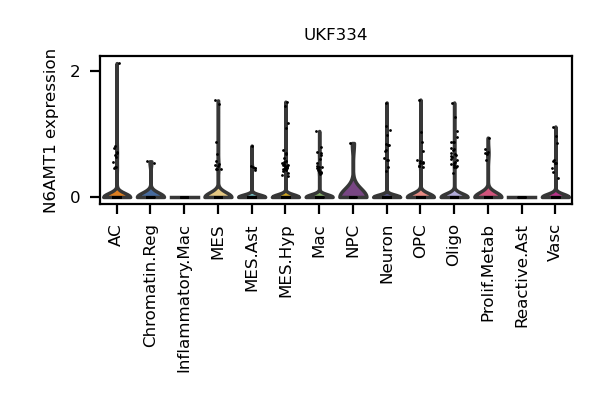 UKF334
N6AMT1 expression
2
0
AC
Chromatin.Reg
Inflammatory.Mac
MES
MES.Ast
MES.Hyp
Mac
NPC
Neuron
OPC
Oligo
Prolif.Metab
Reactive.Ast
Vasc